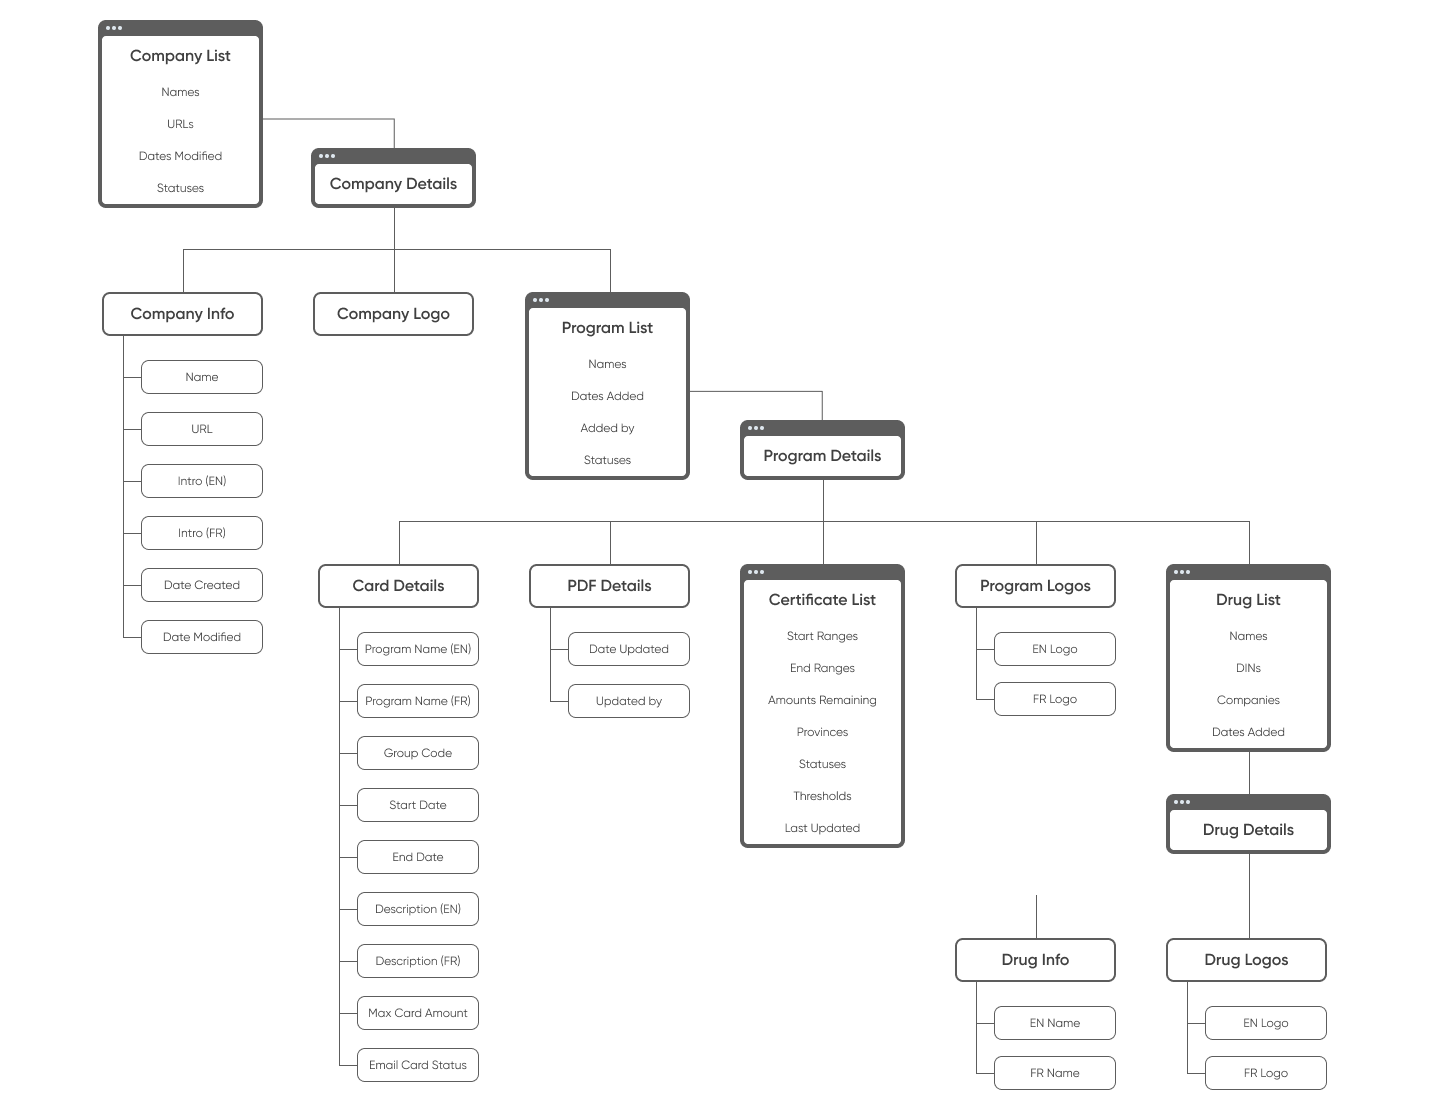 Company List
Names
URLs
Dates Modified
Statuses
Company Details
Company Info
Name
URL
Intro (EN)
Intro (FR)
Date Created
Date Modified
Company Logo
Program List
Names
Dates Added
Added by
Statuses
Program Details
Card Details
Program Name (EN)
Program Name (FR)
Group Code
Start Date
End Date
Description (EN)
Description (FR)
Max Card Amount
Email Card Status
PDF Details
Date Updated
Updated by
Certificate List
Start Ranges
End Ranges
Amounts Remaining
Provinces
Statuses
Thresholds
Last Updated
Program Logos
EN Logo
FR Logo
Drug List
Names
DINs
Companies
Dates Added
Drug Details
Drug Info
EN Name
FR Name
Drug Logos
EN Logo
FR Logo